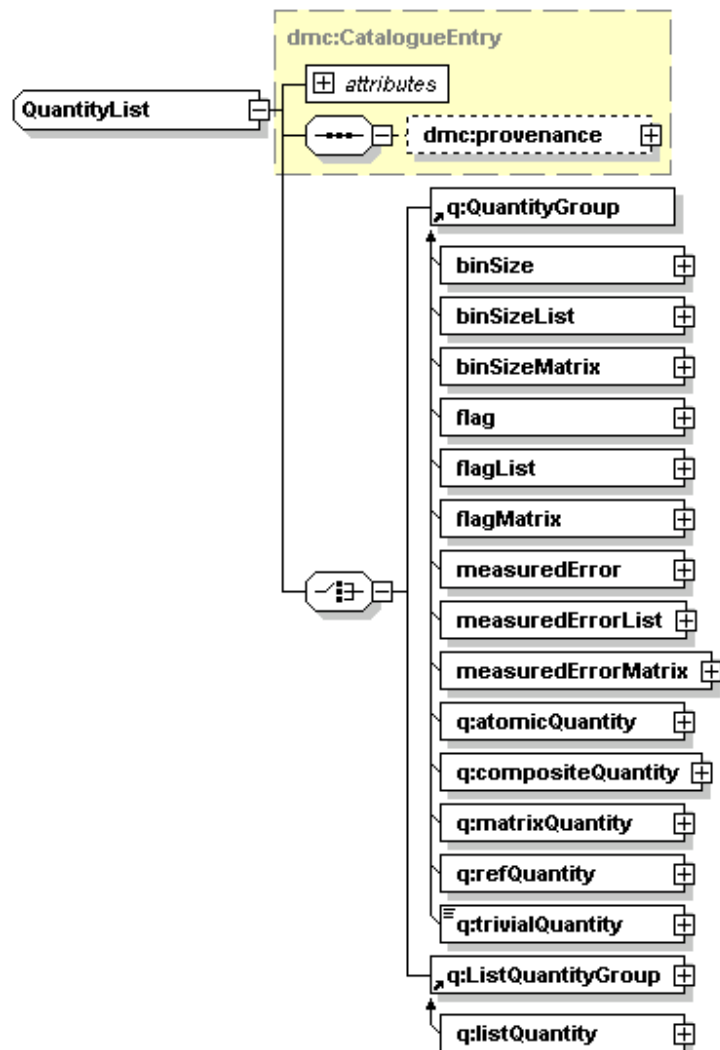 dmc:CatalogueEntry
attributes
QuantityList
dmc:provenance
q:QuantityGroup
binSize
binSizeList
binSizeMatrix
flag
flagList
flagMatrix
measuredError
measuredErrorList
measuredErrorMatrix
q:atomicQuantity
q:compositeQuantity
q:matrixQuantity
q:refQuantity
q:trivialQuantity
q:ListQuantityGroup
q:listQuantity